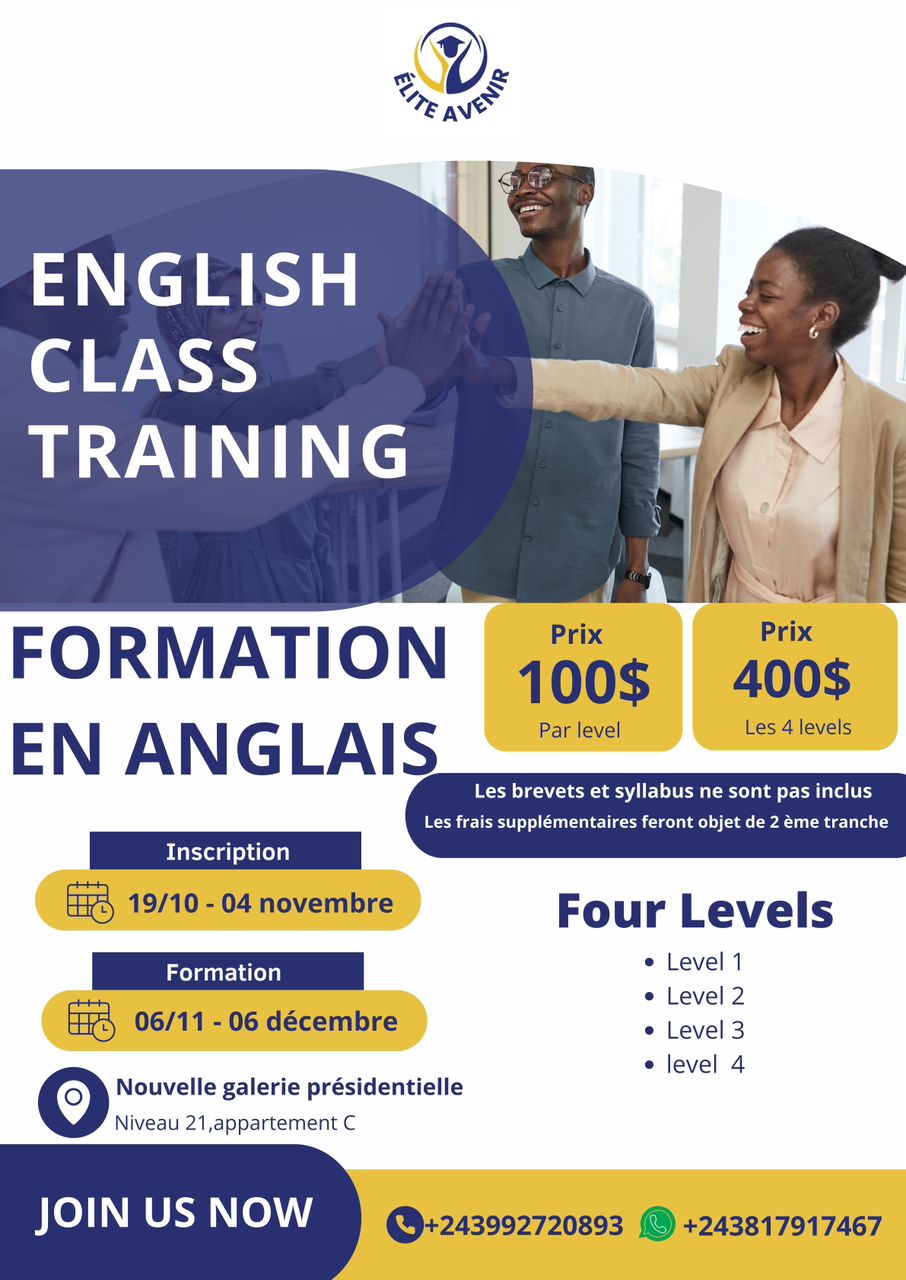 ÉLITE AVENIR
ENGLISH
CLASS
TRAINING
FORMATION
EN ANGLAIS
Prix
100$
Par level
Prix
400$
Les 4 levels
Les brevets et syllabus ne sont pas inclus
Les frais supplémentaires feront objet de 2 ème tranche
Inscription
19/10 - 04 novembre
Formation
06/11 - 06 décembre
Nouvelle galerie présidentielle
Niveau 21,appartement C
Four Levels
Level 1
Level 2
Level 3
level 4
JOIN US NOW
+243992720893
+243817917467